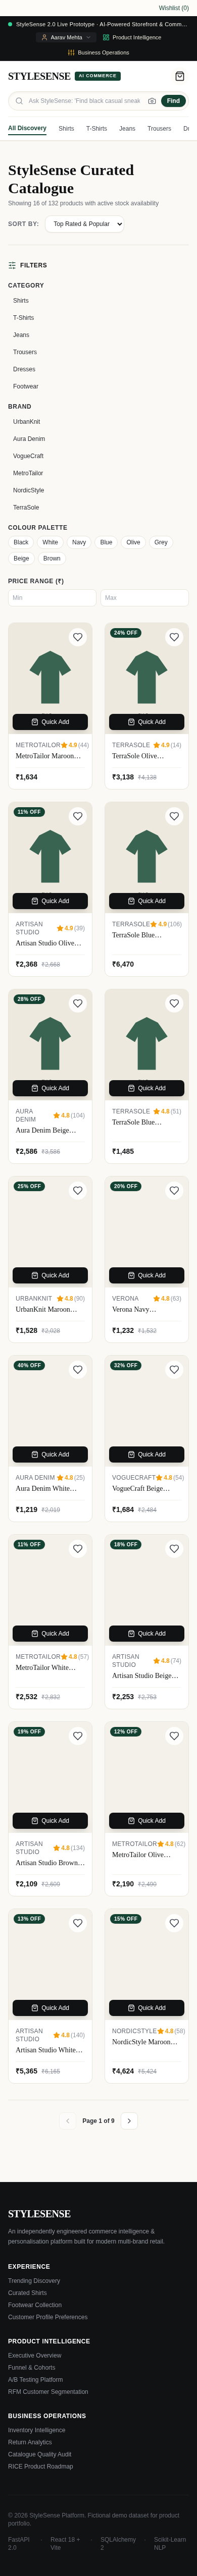 Wishlist (0)
StyleSense 2.0 Live Prototype · AI-Powered Storefront & Comm...
Aarav Mehta
Product Intelligence
Business Operations
STYLESENSE
AI COMMERCE
Ask StyleSense: 'Find black casual sneak
Find
All Discovery Shirts T-Shirts Jeans Trousers Dr
StyleSense Curated
Catalogue
Showing 16 of 132 products with active stock availability
SORT BY: Top Rated & Popular
FILTERS
CATEGORY
Shirts
T-Shirts
Jeans
Trousers
Dresses
Footwear
BRAND
UrbanKnit
Aura Denim
VogueCraft
MetroTailor
NordicStyle
TerraSole
COLOUR PALETTE
Black White Navy Blue Olive Grey
Beige Brown
PRICE RANGE (₹)
Min Max
Quick Add
METROTAILOR 4.9 (44)
MetroTailor Maroon...
₹1,634
24% OFF
Quick Add
TERRASOLE 4.9 (14)
TerraSole Olive...
₹3,138 ₹4,138
11% OFF
Quick Add
ARTISAN
STUDIO 4.9 (39)
Artisan Studio Olive...
₹2,368 ₹2,668
Quick Add
TERRASOLE 4.9 (106)
TerraSole Blue...
₹6,470
28% OFF
Quick Add
AURA
DENIM 4.8 (104)
Aura Denim Beige...
₹2,586 ₹3,586
Quick Add
TERRASOLE 4.8 (51)
TerraSole Blue...
₹1,485
25% OFF
Quick Add
URBANKNIT 4.8 (90)
UrbanKnit Maroon...
₹1,528 ₹2,028
20% OFF
Quick Add
VERONA 4.8 (63)
Verona Navy...
₹1,232 ₹1,532
40% OFF
Quick Add
AURA DENIM 4.8 (25)
Aura Denim White...
₹1,219 ₹2,019
32% OFF
Quick Add
VOGUECRAFT 4.8 (54)
VogueCraft Beige...
₹1,684 ₹2,484
11% OFF
Quick Add
METROTAILOR 4.8 (57)
MetroTailor White...
₹2,532 ₹2,832
18% OFF
Quick Add
ARTISAN
STUDIO 4.8 (74)
Artisan Studio Beige...
₹2,253 ₹2,753
19% OFF
Quick Add
ARTISAN
STUDIO 4.8 (134)
Artisan Studio Brown...
₹2,109 ₹2,609
12% OFF
Quick Add
METROTAILOR 4.8 (62)
MetroTailor Olive...
₹2,190 ₹2,490
13% OFF
Quick Add
ARTISAN
STUDIO 4.8 (140)
Artisan Studio White...
₹5,365 ₹6,165
15% OFF
Quick Add
NORDICSTYLE 4.8 (59)
NordicStyle Maroon...
₹4,624 ₹5,424
Page 1 of 9
STYLESENSE
An independently engineered commerce intelligence &
personalisation platform built for modern multi-brand retail.
EXPERIENCE
Trending Discovery
Curated Shirts
Footwear Collection
Customer Profile Preferences
PRODUCT INTELLIGENCE
Executive Overview
Funnel & Cohorts
A/B Testing Platform
RFM Customer Segmentation
BUSINESS OPERATIONS
Inventory Intelligence
Return Analytics
Catalogue Quality Audit
RICE Product Roadmap
© 2026 StyleSense Platform. Fictional demo dataset for product
portfolio.
FastAPI
2.0 · React 18 +
Vite · SQLAlchemy
2 · Scikit-Learn
NLP